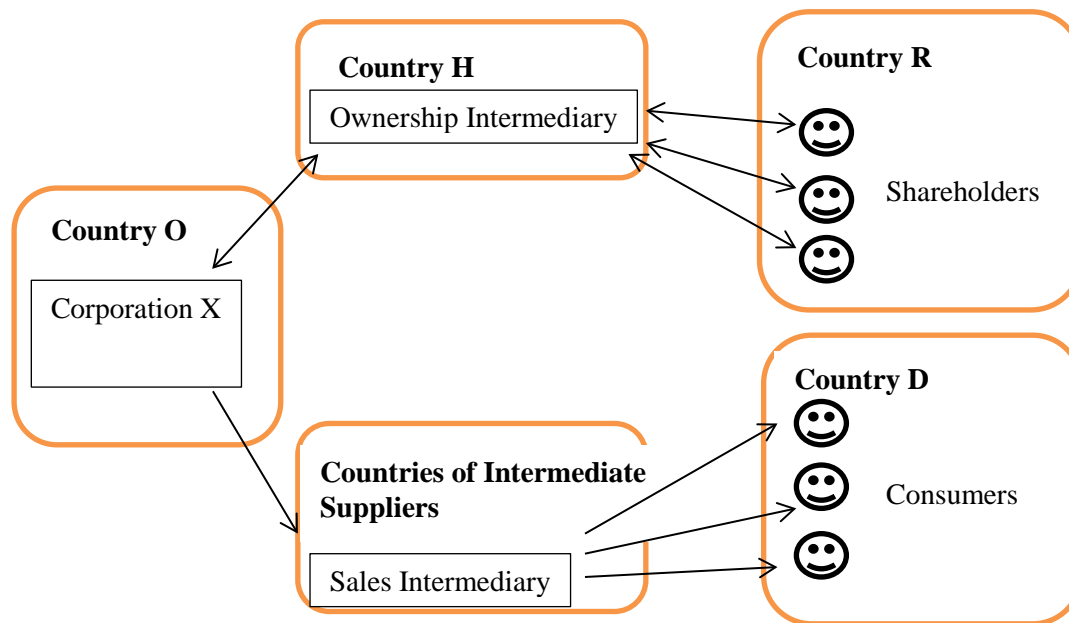 Country H
Ownership Intermediary
Country R
Shareholders
Country O
Corporation X
Countries of Intermediate
Suppliers
Sales Intermediary
Country D
Consumers